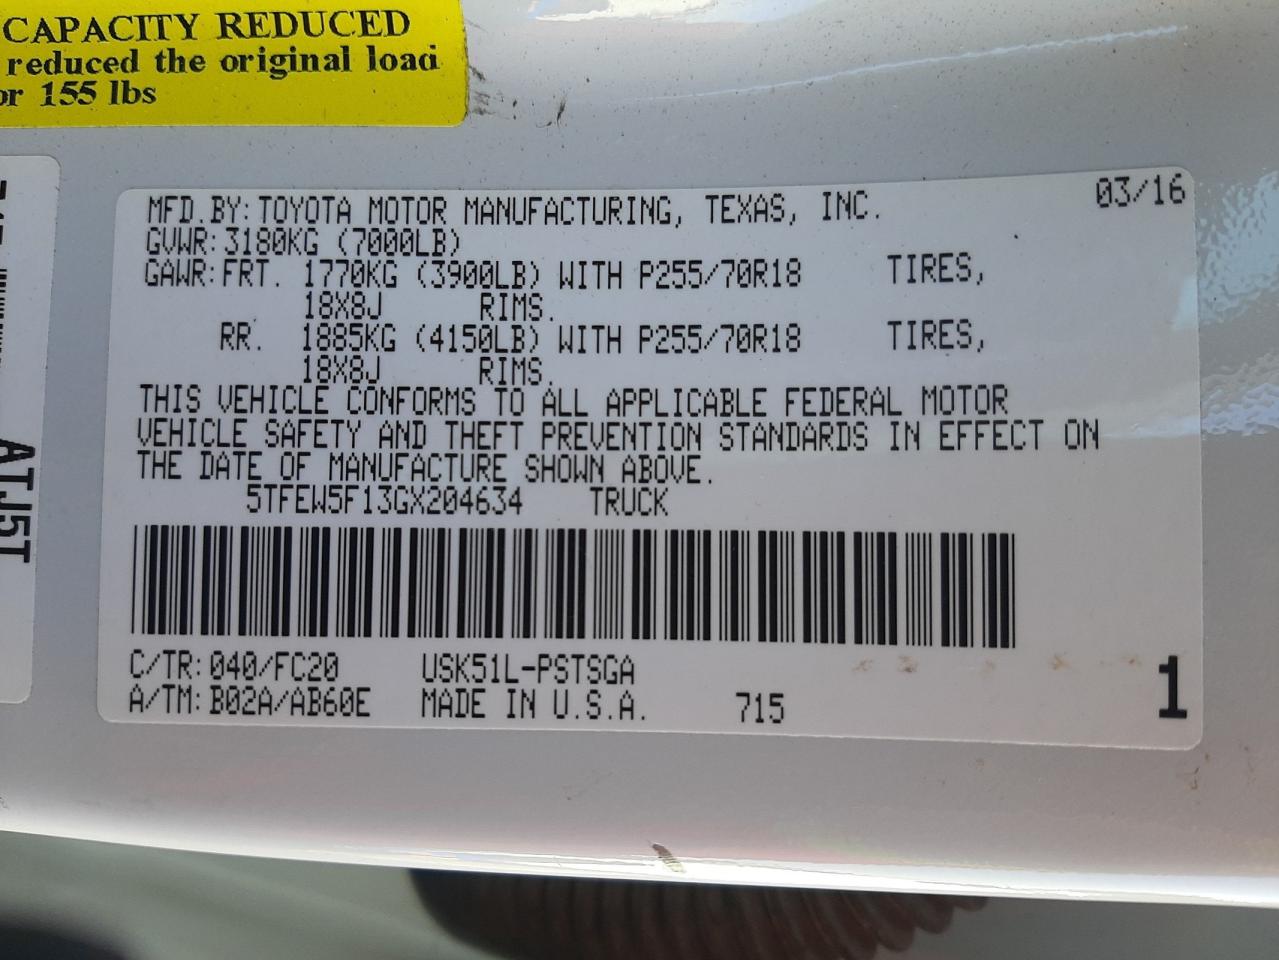 CAPACITY REDUCED
reduced the original load
or 155 lbs
03/16
MFD.BY:TOYOTA MOTOR MANUFACTURING, TEXAS, INC.
GVWR:3180KG (7000LB)
GAWR:FRT. 1770KG (3900LB) WITH P255/70R18 TIRES,
18X8J RIMS.
RR. 1885KG (4150LB) WITH P255/70R18 TIRES,
18X8J RIMS.
THIS VEHICLE CONFORMS TO ALL APPLICABLE FEDERAL MOTOR
VEHICLE SAFETY AND THEFT PREVENTION STANDARDS IN EFFECT ON
THE DATE OF MANUFACTURE SHOWN ABOVE.
5TFEW5F13GX204634 TRUCK
C/TR:040/FC20 USK51L-PSTSGA
A/TM:B02A/AB60E MADE IN U.S.A. 715
1
ATJ5T